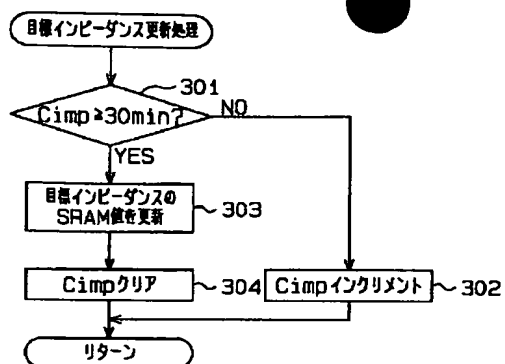 目標インピーダンス更新処理
301
Cimp≧30min?
NO
YES
目標インピーダンスの
SRAM値を更新
303
Cimpクリア
304
Cimpインクリメント
302
リターン